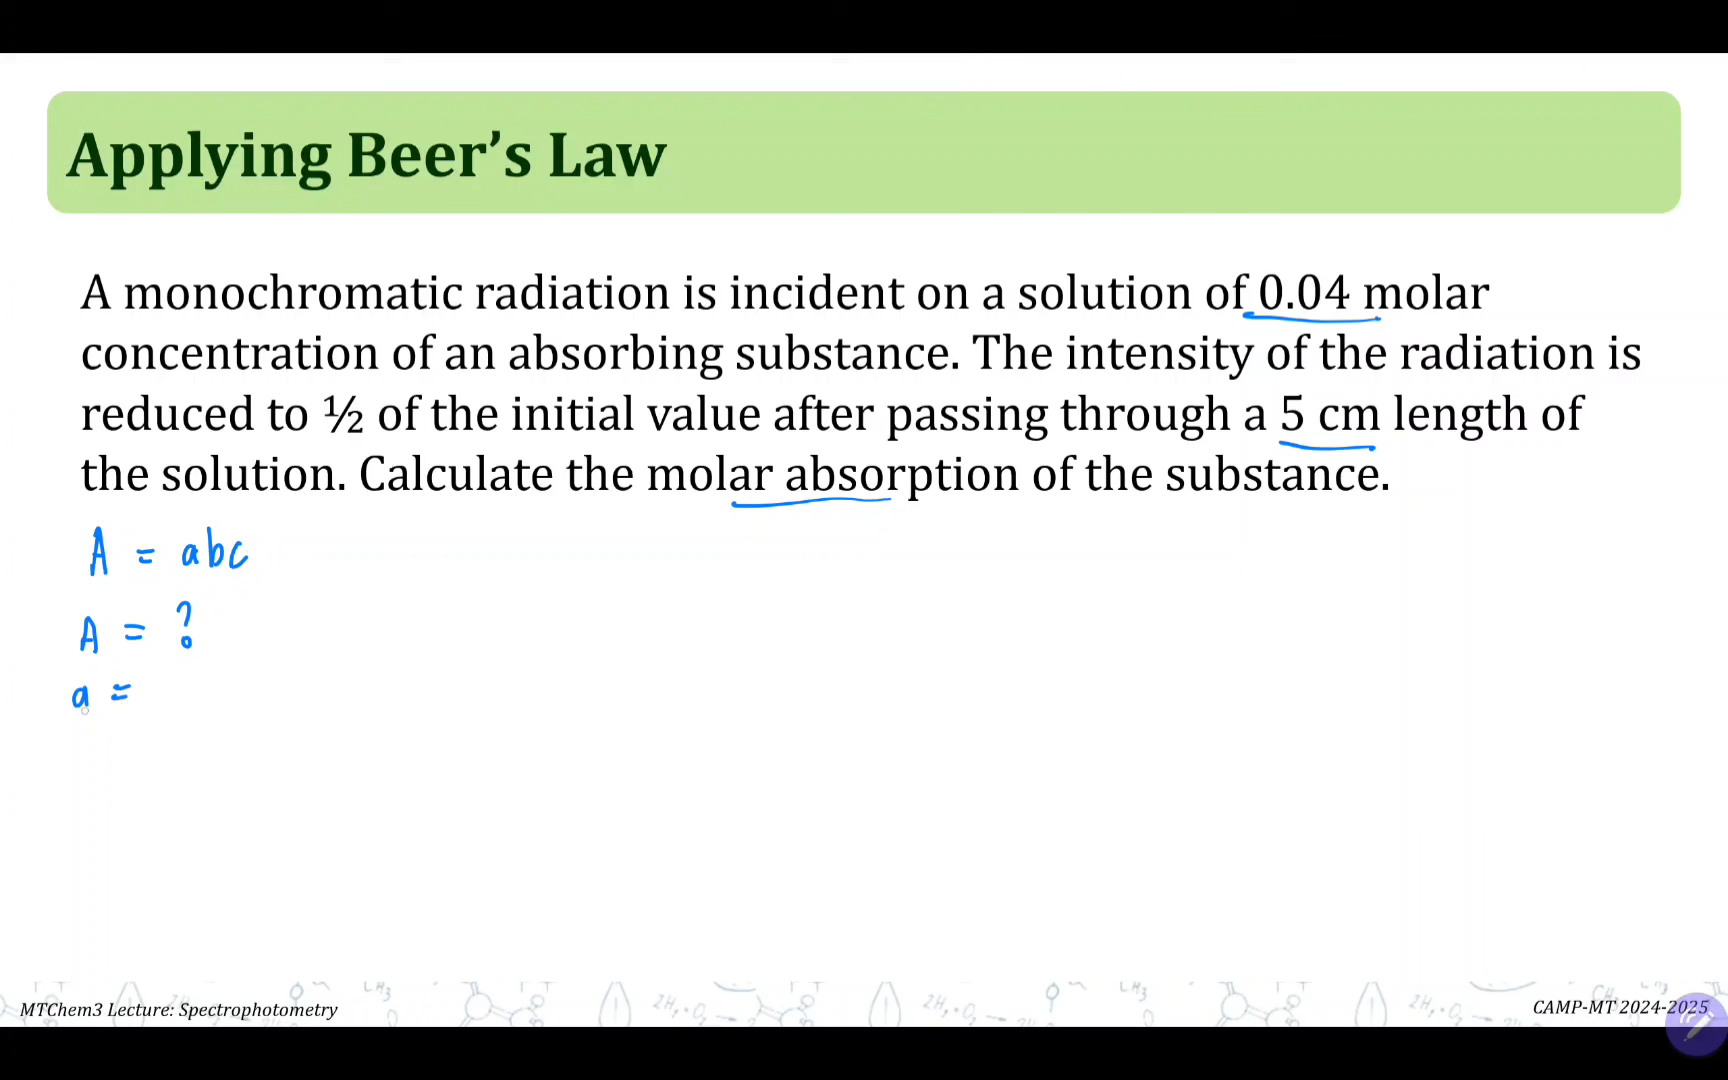 Applying Beer’s Law
A monochromatic radiation is incident on a solution of 0.04 molar
concentration of an absorbing substance. The intensity of the radiation is
reduced to ½ of the initial value after passing through a 5 cm length of
the solution. Calculate the molar absorption of the substance.
A = abc
A = ?
a =
MTChem3 Lecture: Spectrophotometry
CAMP-MT 2024-2025